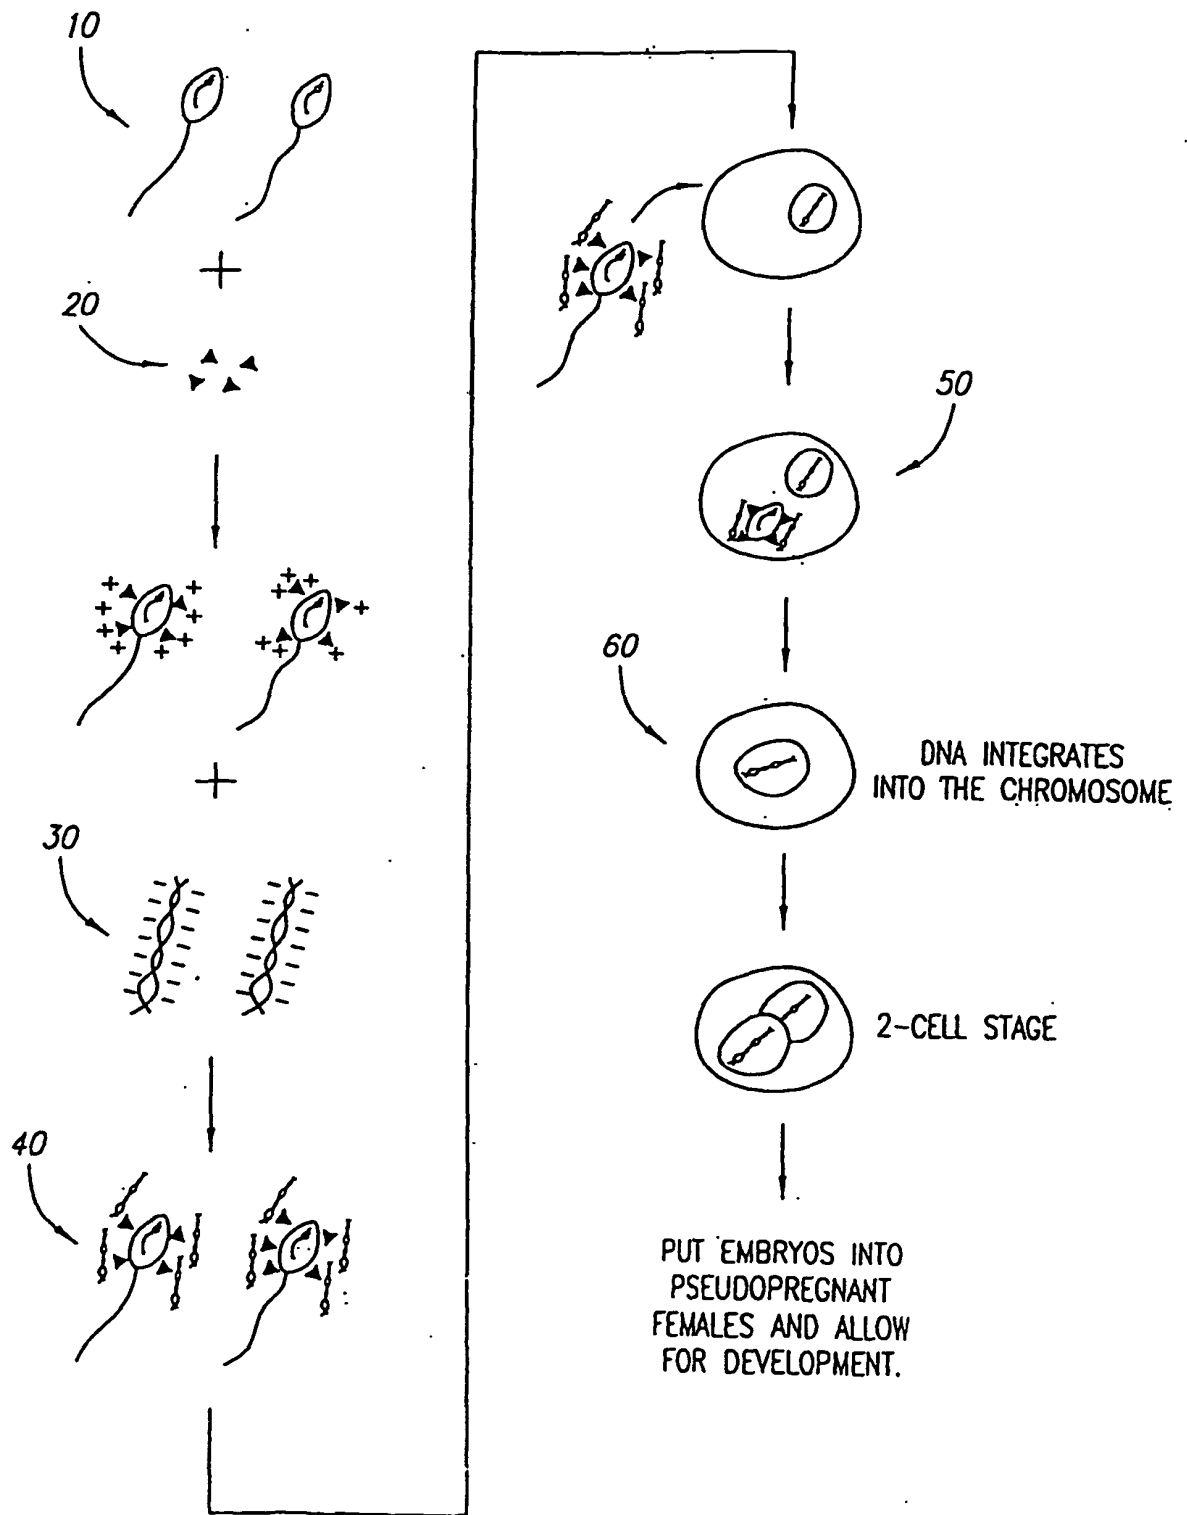 10
20
30
40
50
60
DNA INTEGRATES
INTO THE CHROMOSOME
2-CELL STAGE
PUT EMBRYOS INTO
PSEUDOPREGNANT
FEMALES AND ALLOW
FOR DEVELOPMENT.